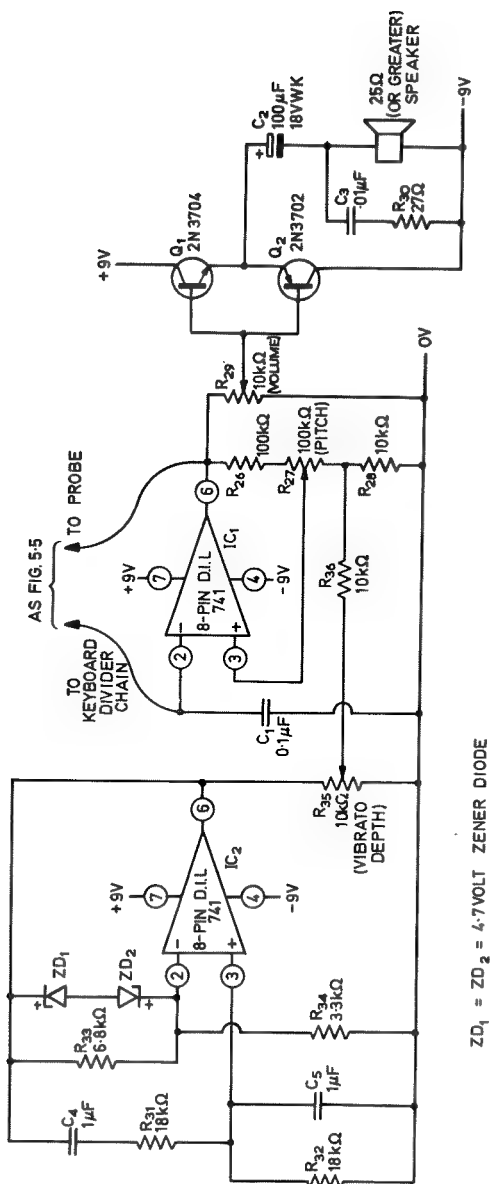 C4
1µF
R31
18kΩ
R32
18kΩ
C5
1µF
R33
6·8kΩ
ZD1
ZD2
+
+
R34
3·3kΩ
+9V
7
2
3
6
4
−
+
8-PIN D.I.L
741
IC2
-9V
R35
10kΩ
(VIBRATO
DEPTH)
AS FIG. 5·5
TO
KEYBOARD
DIVIDER
CHAIN
TO PROBE
C1
0·1µF
+9V
7
2
3
6
4
−
+
8-PIN D.I.L
741
IC1
-9V
R36
10kΩ
R26
100kΩ
R27
100kΩ
(PITCH)
R28
10kΩ
R29
10kΩ
(VOLUME)
0V
+9V
Q1
2N3704
Q2
2N3702
C2
100µF
18VWK
+
C3
·01µF
R30
27Ω
25Ω
(OR GREATER)
SPEAKER
-9V
ZD1 = ZD2 = 4·7VOLT ZENER DIODE